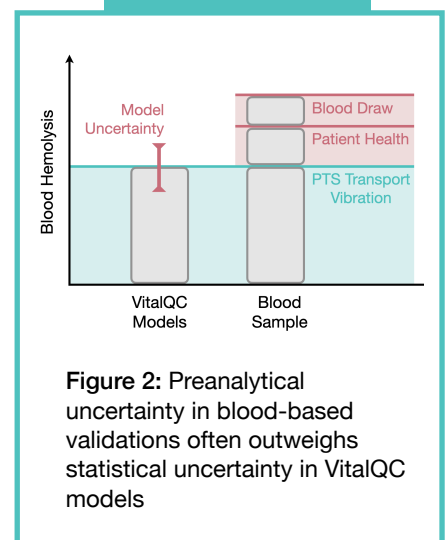 Blood Hemolysis
Model
Uncertainty
Blood Draw
Patient Health
PTS Transport
Vibration
VitalQC
Models
Blood
Sample
Figure 2: Preanalytical
uncertainty in blood-based
validations often outweighs
statistical uncertainty in VitalQC
models